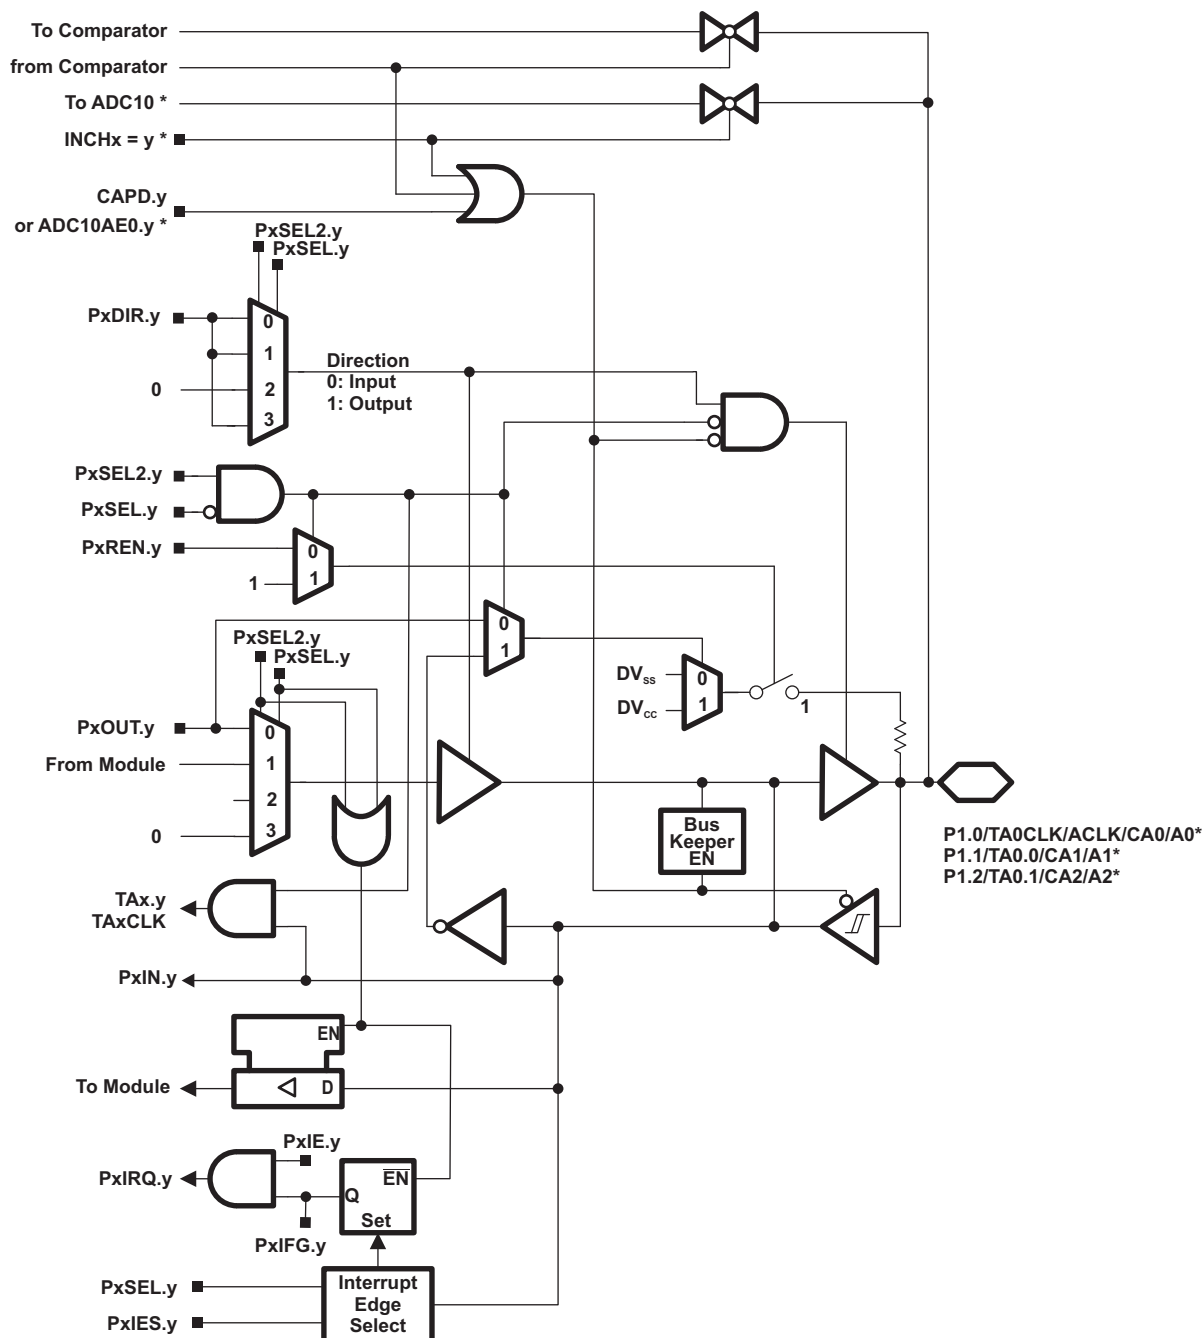 To Comparator
from Comparator
To ADC10 *
INCHx = y *
CAPD.y
or ADC10AE0.y *
PxSEL2.y
PxSEL.y
PxDIR.y
0
1
0
2
3
Direction
0: Input
1: Output
PxSEL2.y
PxSEL.y
PxREN.y
0
1
1
PxSEL2.y
PxSEL.y
0
1
DVSS
0
DVCC
1
1
PxOUT.y
0
From Module
1
2
0
3
Bus
Keeper
EN
P1.0/TA0CLK/ACLK/CA0/A0*
P1.1/TA0.0/CA1/A1*
P1.2/TA0.1/CA2/A2*
TAx.y
TAxCLK
PxIN.y
EN
To Module
D
PxIE.y
PxIRQ.y
EN
Q
Set
PxIFG.y
PxSEL.y
PxIES.y
Interrupt
Edge
Select